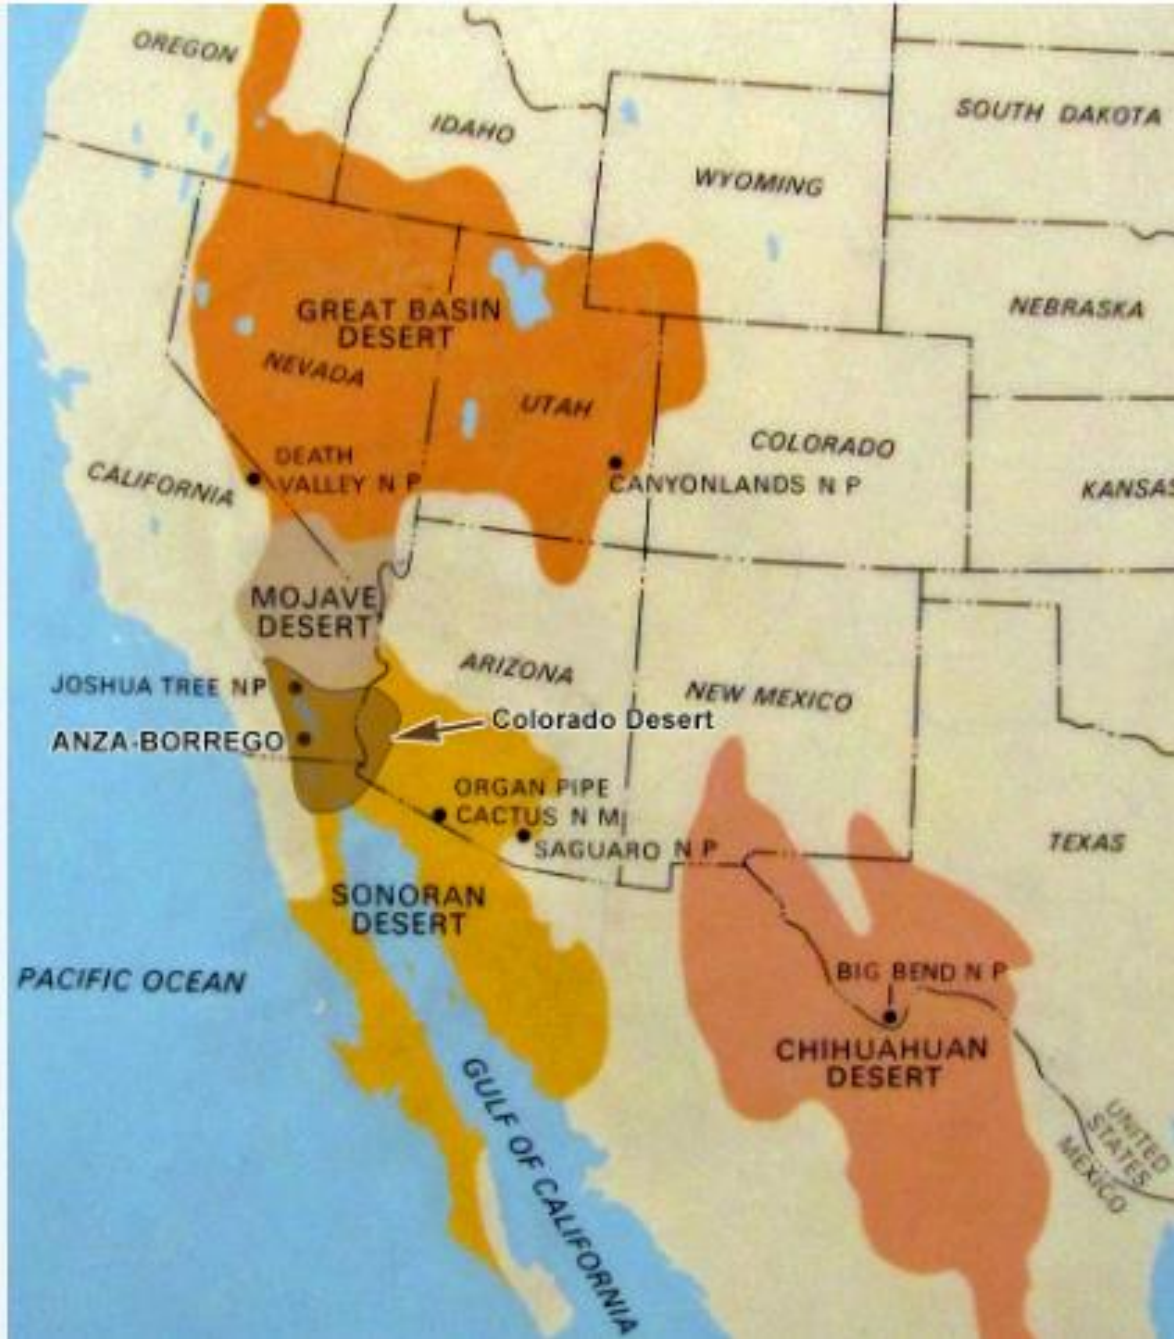 OREGON
IDAHO
SOUTH DAKOTA
WYOMING
NEBRASKA
GREAT BASIN
DESERT
NEVADA
UTAH
COLORADO
DEATH
VALLEY N P
CALIFORNIA
CANYONLANDS N P
KANSAS
MOJAVE
DESERT
ARIZONA
NEW MEXICO
JOSHUA TREE NP
Colorado Desert
ANZA-BORREGO
ORGAN PIPE
CACTUS N M
SAGUARO N P
TEXAS
SONORAN
DESERT
PACIFIC OCEAN
BIG BEND N P
CHIHUAHUAN
DESERT
GULF OF CALIFORNIA
UNITED
STATES
MEXICO